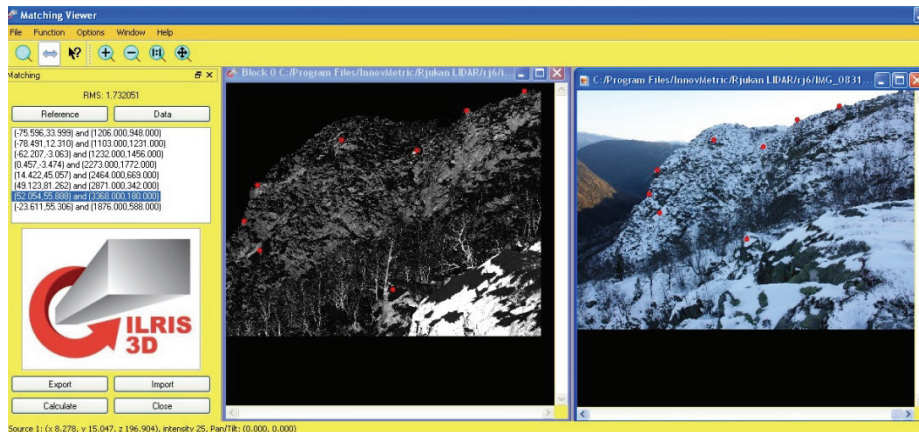 Matching Viewer
File Function Options Window Help
Matching
RMS: 1.732051
Reference Data
(-75.596,33.999) and (1206.000,948.000)
(-78.491,12.310) and (1103.000,1231.000)
(-62.207,-3.063) and (1232.000,1456.000)
(0.457,-3.474) and (2273.000,1772.000)
(14.422,45.057) and (2464.000,669.000)
(49.123,81.262) and (2871.000,342.000)
(52.054,55.888) and (3368.000,180.000)
(-23.611,55.306) and (1876.000,588.000)
ILRIS
3D
Export Import
Calculate Close
Block 0 C:/Program Files/InnovMetric/Rjukan LIDAR/rj6/i...
C:/Program Files/InnovMetric/Rjukan LIDAR/rj6/IMG_0831...
Source 1: (x 8.278, y 15.047, z 196.904), intensity 25, Pan/Tilt: (0.000, 0.000)